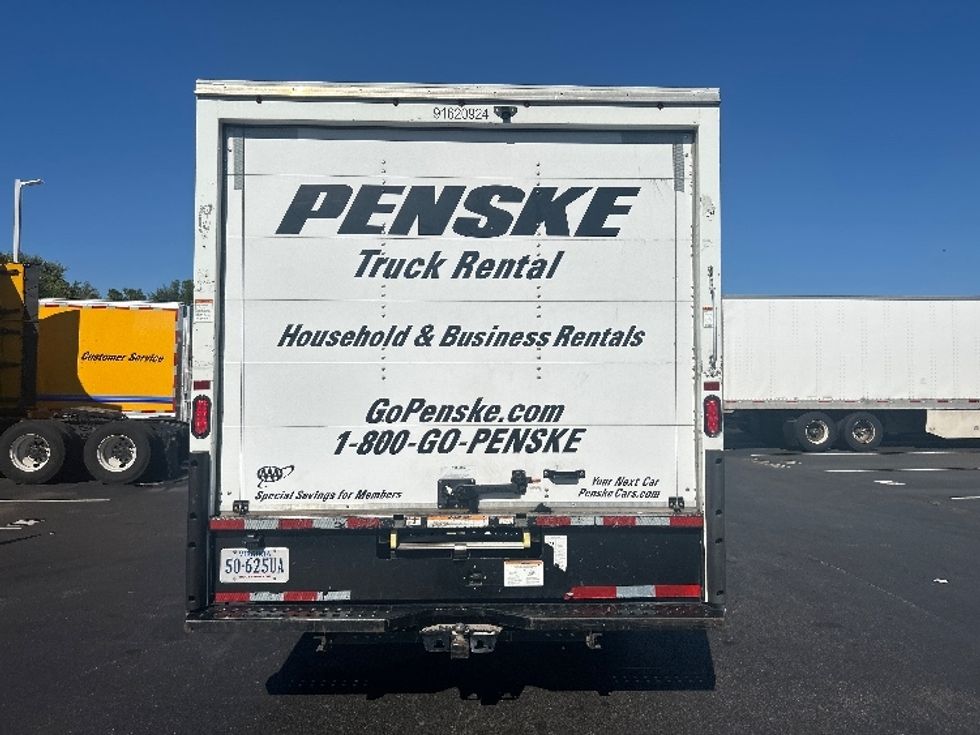 91620924
PENSKE
Truck Rental
Household & Business Rentals
GoPenske.com
1-800-GO-PENSKE
AAA
Special Savings for Members
Your Next Car
PenskeCars.com
Customer Service
VIRGINIA
50-625UA